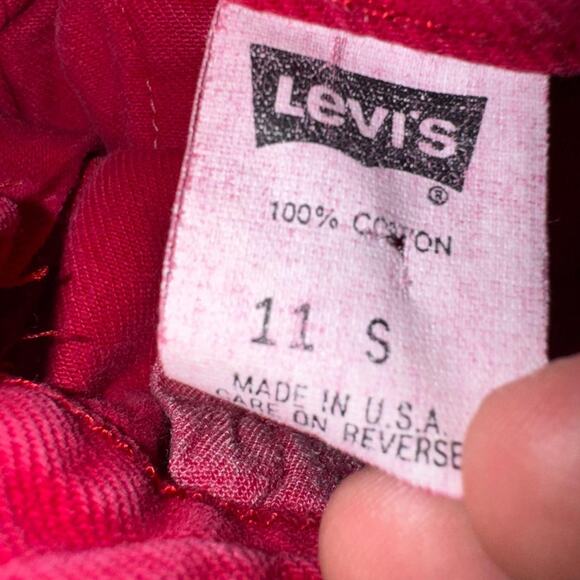 Levi's
®
100% COTTON
11 S
MADE IN U.S.A.
CARE ON REVERSE